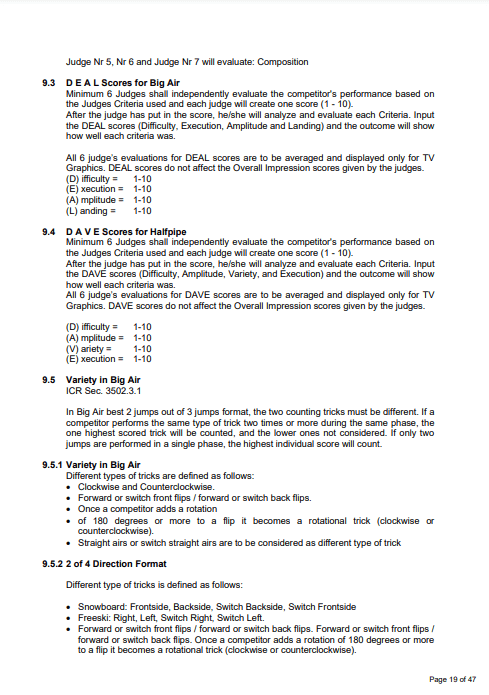 Judge Nr 5, Nr 6 and Judge Nr 7 will evaluate: Composition
9.3 D E A L Scores for Big Air
Minimum 6 Judges shall independently evaluate the competitor's performance based on
the Judges Criteria used and each judge will create one score (1 - 10).
After the judge has put in the score, he/she will analyze and evaluate each Criteria. Input
the DEAL scores (Difficulty, Execution, Amplitude and Landing) and the outcome will show
how well each criteria was.
All 6 judge's evaluations for DEAL scores are to be averaged and displayed only for TV
Graphics. DEAL scores do not affect the Overall Impression scores given by the judges.
(D) ifficulty = 1-10
(E) xecution = 1-10
(A) mplitude = 1-10
(L) anding = 1-10
9.4 D A V E Scores for Halfpipe
Minimum 6 Judges shall independently evaluate the competitor's performance based on
the Judges Criteria used and each judge will create one score (1 - 10).
After the judge has put in the score, he/she will analyze and evaluate each Criteria. Input
the DAVE scores (Difficulty, Amplitude, Variety, and Execution) and the outcome will show
how well each criteria was.
All 6 judge's evaluations for DAVE scores are to be averaged and displayed only for TV
Graphics. DAVE scores do not affect the Overall Impression scores given by the judges.
(D) ifficulty = 1-10
(A) mplitude = 1-10
(V) ariety = 1-10
(E) xecution = 1-10
9.5 Variety in Big Air
ICR Sec. 3502.3.1
In Big Air best 2 jumps out of 3 jumps format, the two counting tricks must be different. If a
competitor performs the same type of trick two times or more during the same phase, the
one highest scored trick will be counted, and the lower ones not considered. If only two
jumps are performed in a single phase, the highest individual score will count.
9.5.1 Variety in Big Air
Different types of tricks are defined as follows:
• Clockwise and Counterclockwise.
• Forward or switch front flips / forward or switch back flips.
• Once a competitor adds a rotation
• of 180 degrees or more to a flip it becomes a rotational trick (clockwise or
counterclockwise).
• Straight airs or switch straight airs are to be considered as different type of trick
9.5.2 2 of 4 Direction Format
Different type of tricks is defined as follows:
• Snowboard: Frontside, Backside, Switch Backside, Switch Frontside
• Freeski: Right, Left, Switch Right, Switch Left.
• Forward or switch front flips / forward or switch back flips. Forward or switch front flips /
forward or switch back flips. Once a competitor adds a rotation of 180 degrees or more
to a flip it becomes a rotational trick (clockwise or counterclockwise).
Page 19 of 47